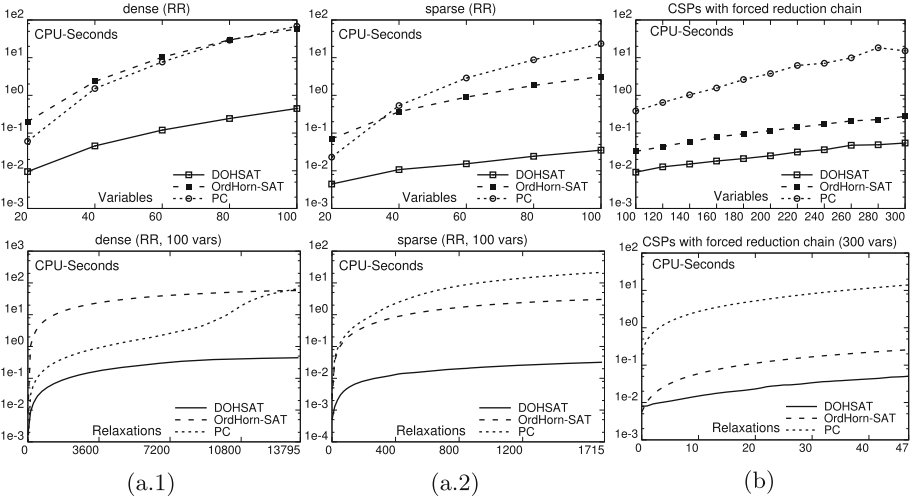 dense (RR)
1e2
1e1
1e0
1e-1
1e-2
1e-3
CPU-Seconds
DOHSAT
OrdHorn-SAT
PC
Variables
20
40
60
80
100
sparse (RR)
1e2
1e1
1e0
1e-1
1e-2
1e-3
CPU-Seconds
DOHSAT
OrdHorn-SAT
PC
Variables
20
40
60
80
100
CSPs with forced reduction chain
1e2
1e1
1e0
1e-1
1e-2
1e-3
CPU-Seconds
DOHSAT
OrdHorn-SAT
PC
Variables
100 120 140 160 180 200 220 240 260 280 300
dense (RR, 100 vars)
1e3
1e2
1e1
1e0
1e-1
1e-2
1e-3
CPU-Seconds
DOHSAT
OrdHorn-SAT
PC
Relaxations
0
3600
7200
10800
13795
sparse (RR, 100 vars)
1e3
1e2
1e1
1e0
1e-1
1e-2
1e-3
1e-4
CPU-Seconds
DOHSAT
OrdHorn-SAT
PC
Relaxations
0
400
800
1200
1715
CSPs with forced reduction chain (300 vars)
1e2
1e1
1e0
1e-1
1e-2
1e-3
CPU-Seconds
DOHSAT
OrdHorn-SAT
PC
Relaxations
0
10
20
30
40
47
(a.1)
(a.2)
(b)